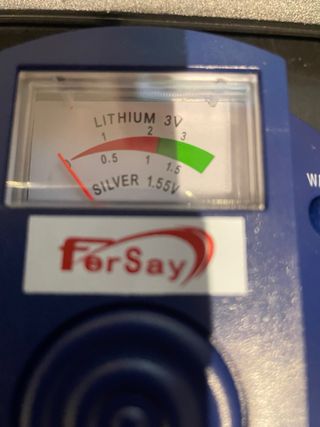 LITHIUM 3V
1 2 3
0.5 1 1.5
SILVER 1.55V
FerSay